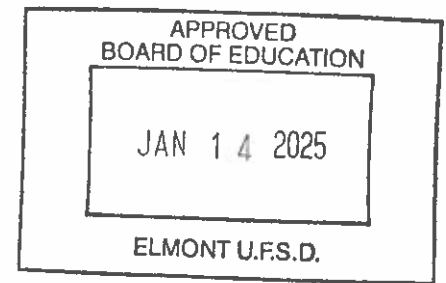 APPROVED
BOARD OF EDUCATION
JAN 14 2025
ELMONT U.F.S.D.